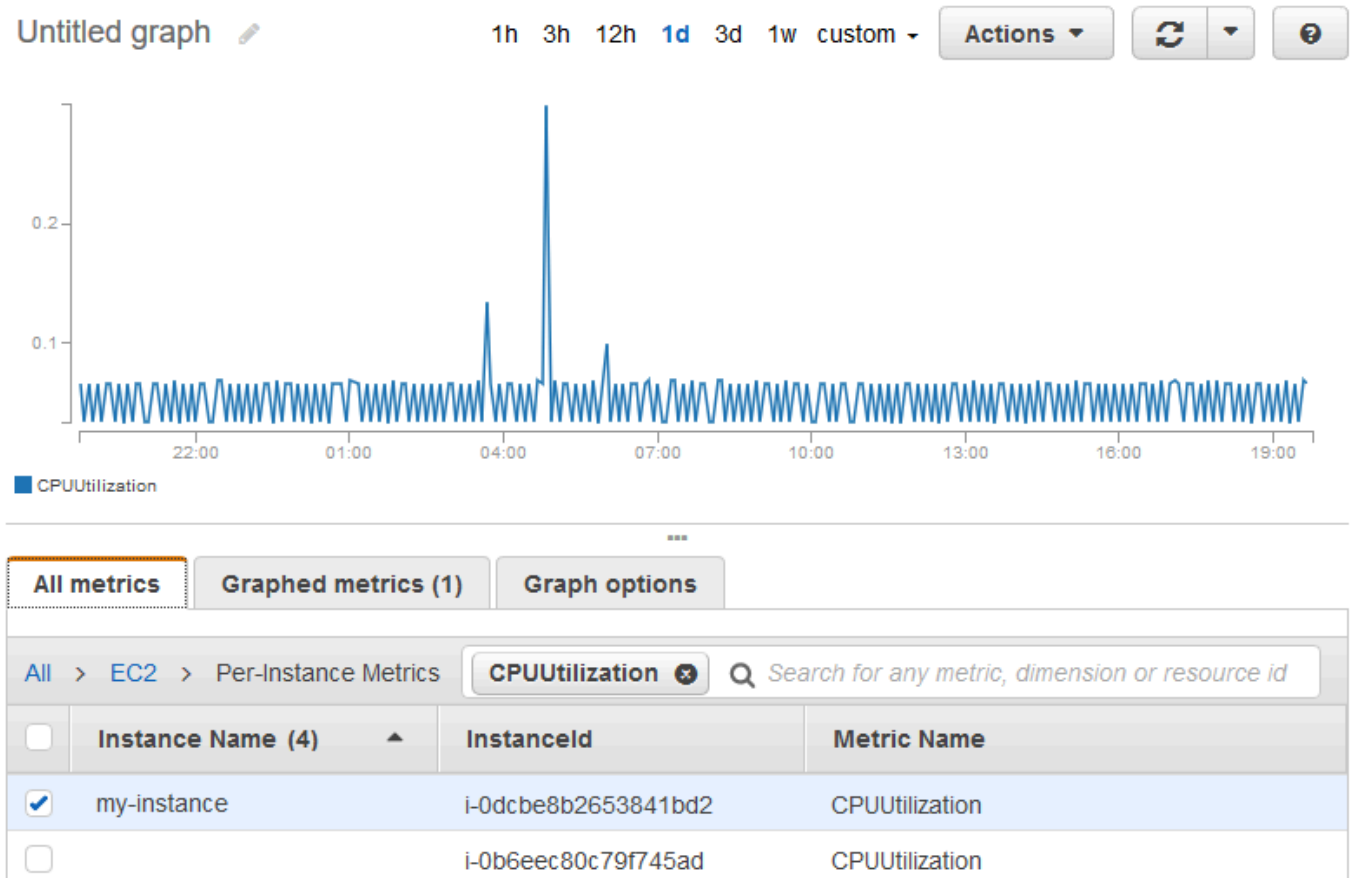 Untitled graph 1h 3h 12h 1d 3d 1w custom Actions
0.2
0.1
22:00 01:00 04:00 07:00 10:00 13:00 16:00 19:00
CPUUtilization
All metrics Graphed metrics (1) Graph options
All > EC2 > Per-Instance Metrics CPUUtilization Search for any metric, dimension or resource id
Instance Name (4) InstanceId Metric Name
my-instance i-0dcbe8b2653841bd2 CPUUtilization
i-0b6eec80c79f745ad CPUUtilization